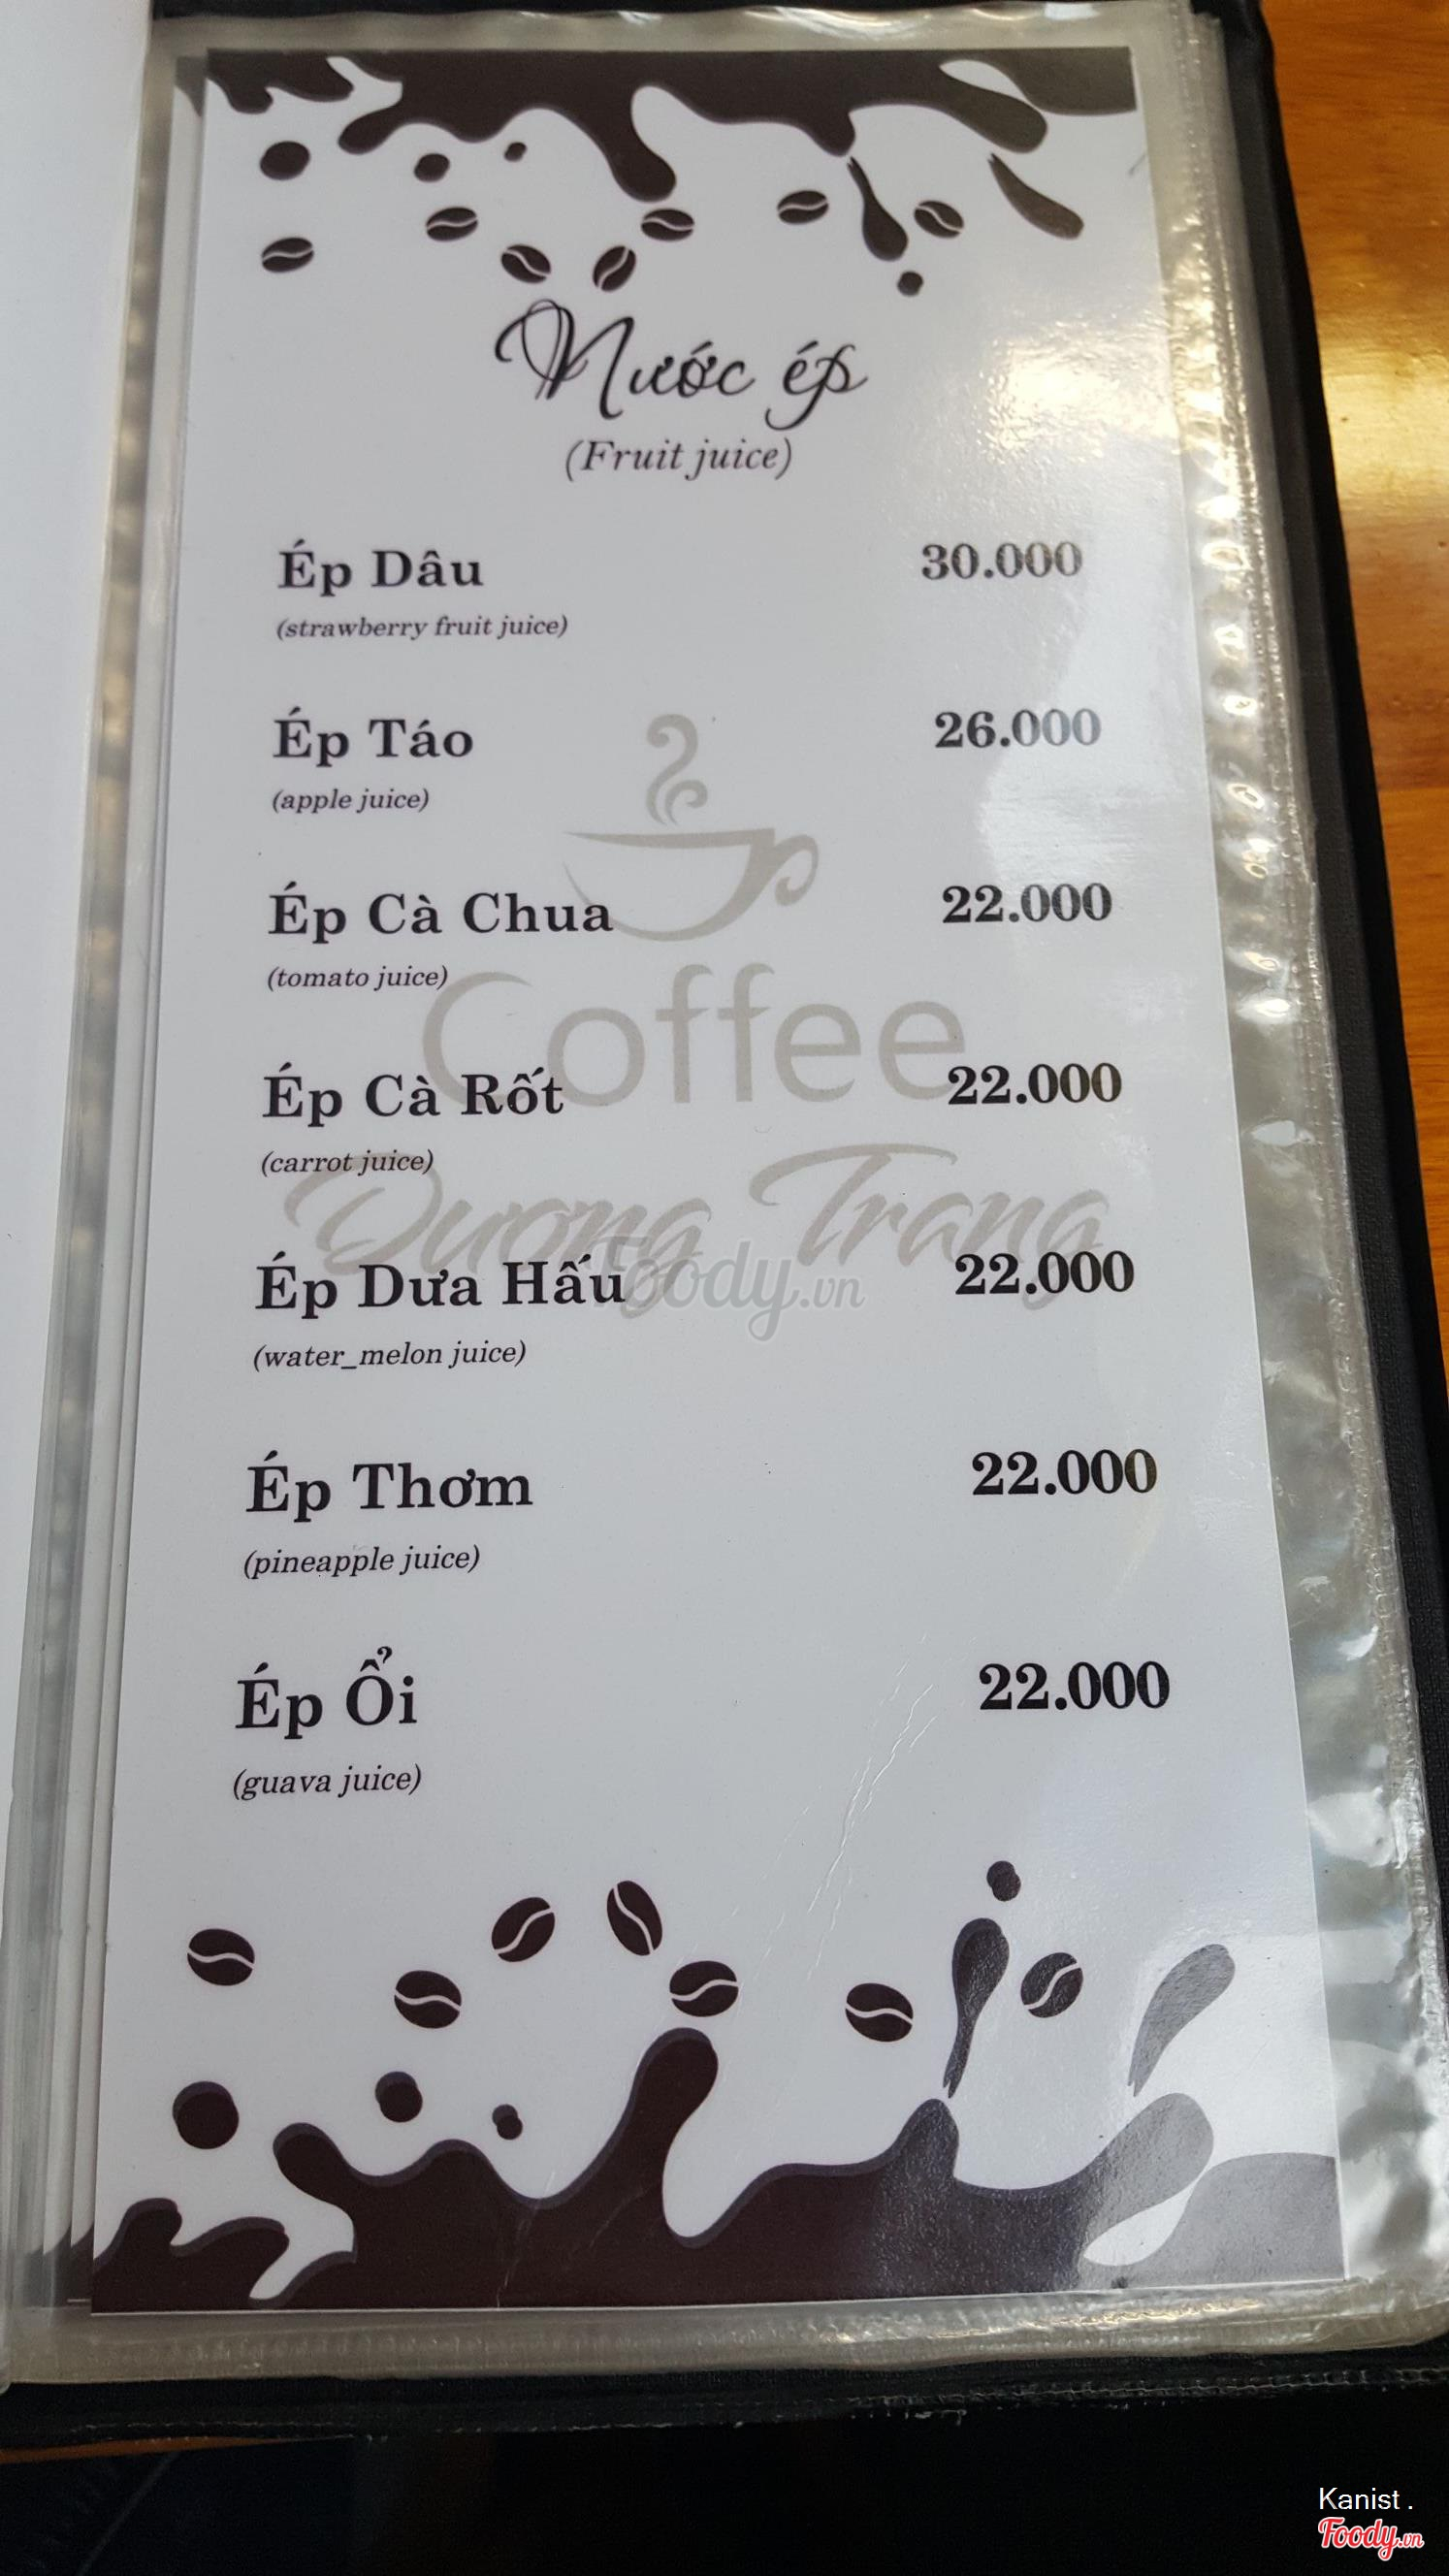 Nước ép
(Fruit juice)
Ép Dâu 30.000
(strawberry fruit juice)
Ép Táo 26.000
(apple juice)
Ép Cà Chua 22.000
(tomato juice)
Coffee
Ép Cà Rốt 22.000
(carrot juice)
Duong Trang
Foody.vn
Ép Dưa Hấu 22.000
(water_melon juice)
Ép Thơm 22.000
(pineapple juice)
Ép Ổi 22.000
(guava juice)
Kanist .
Foody.vn